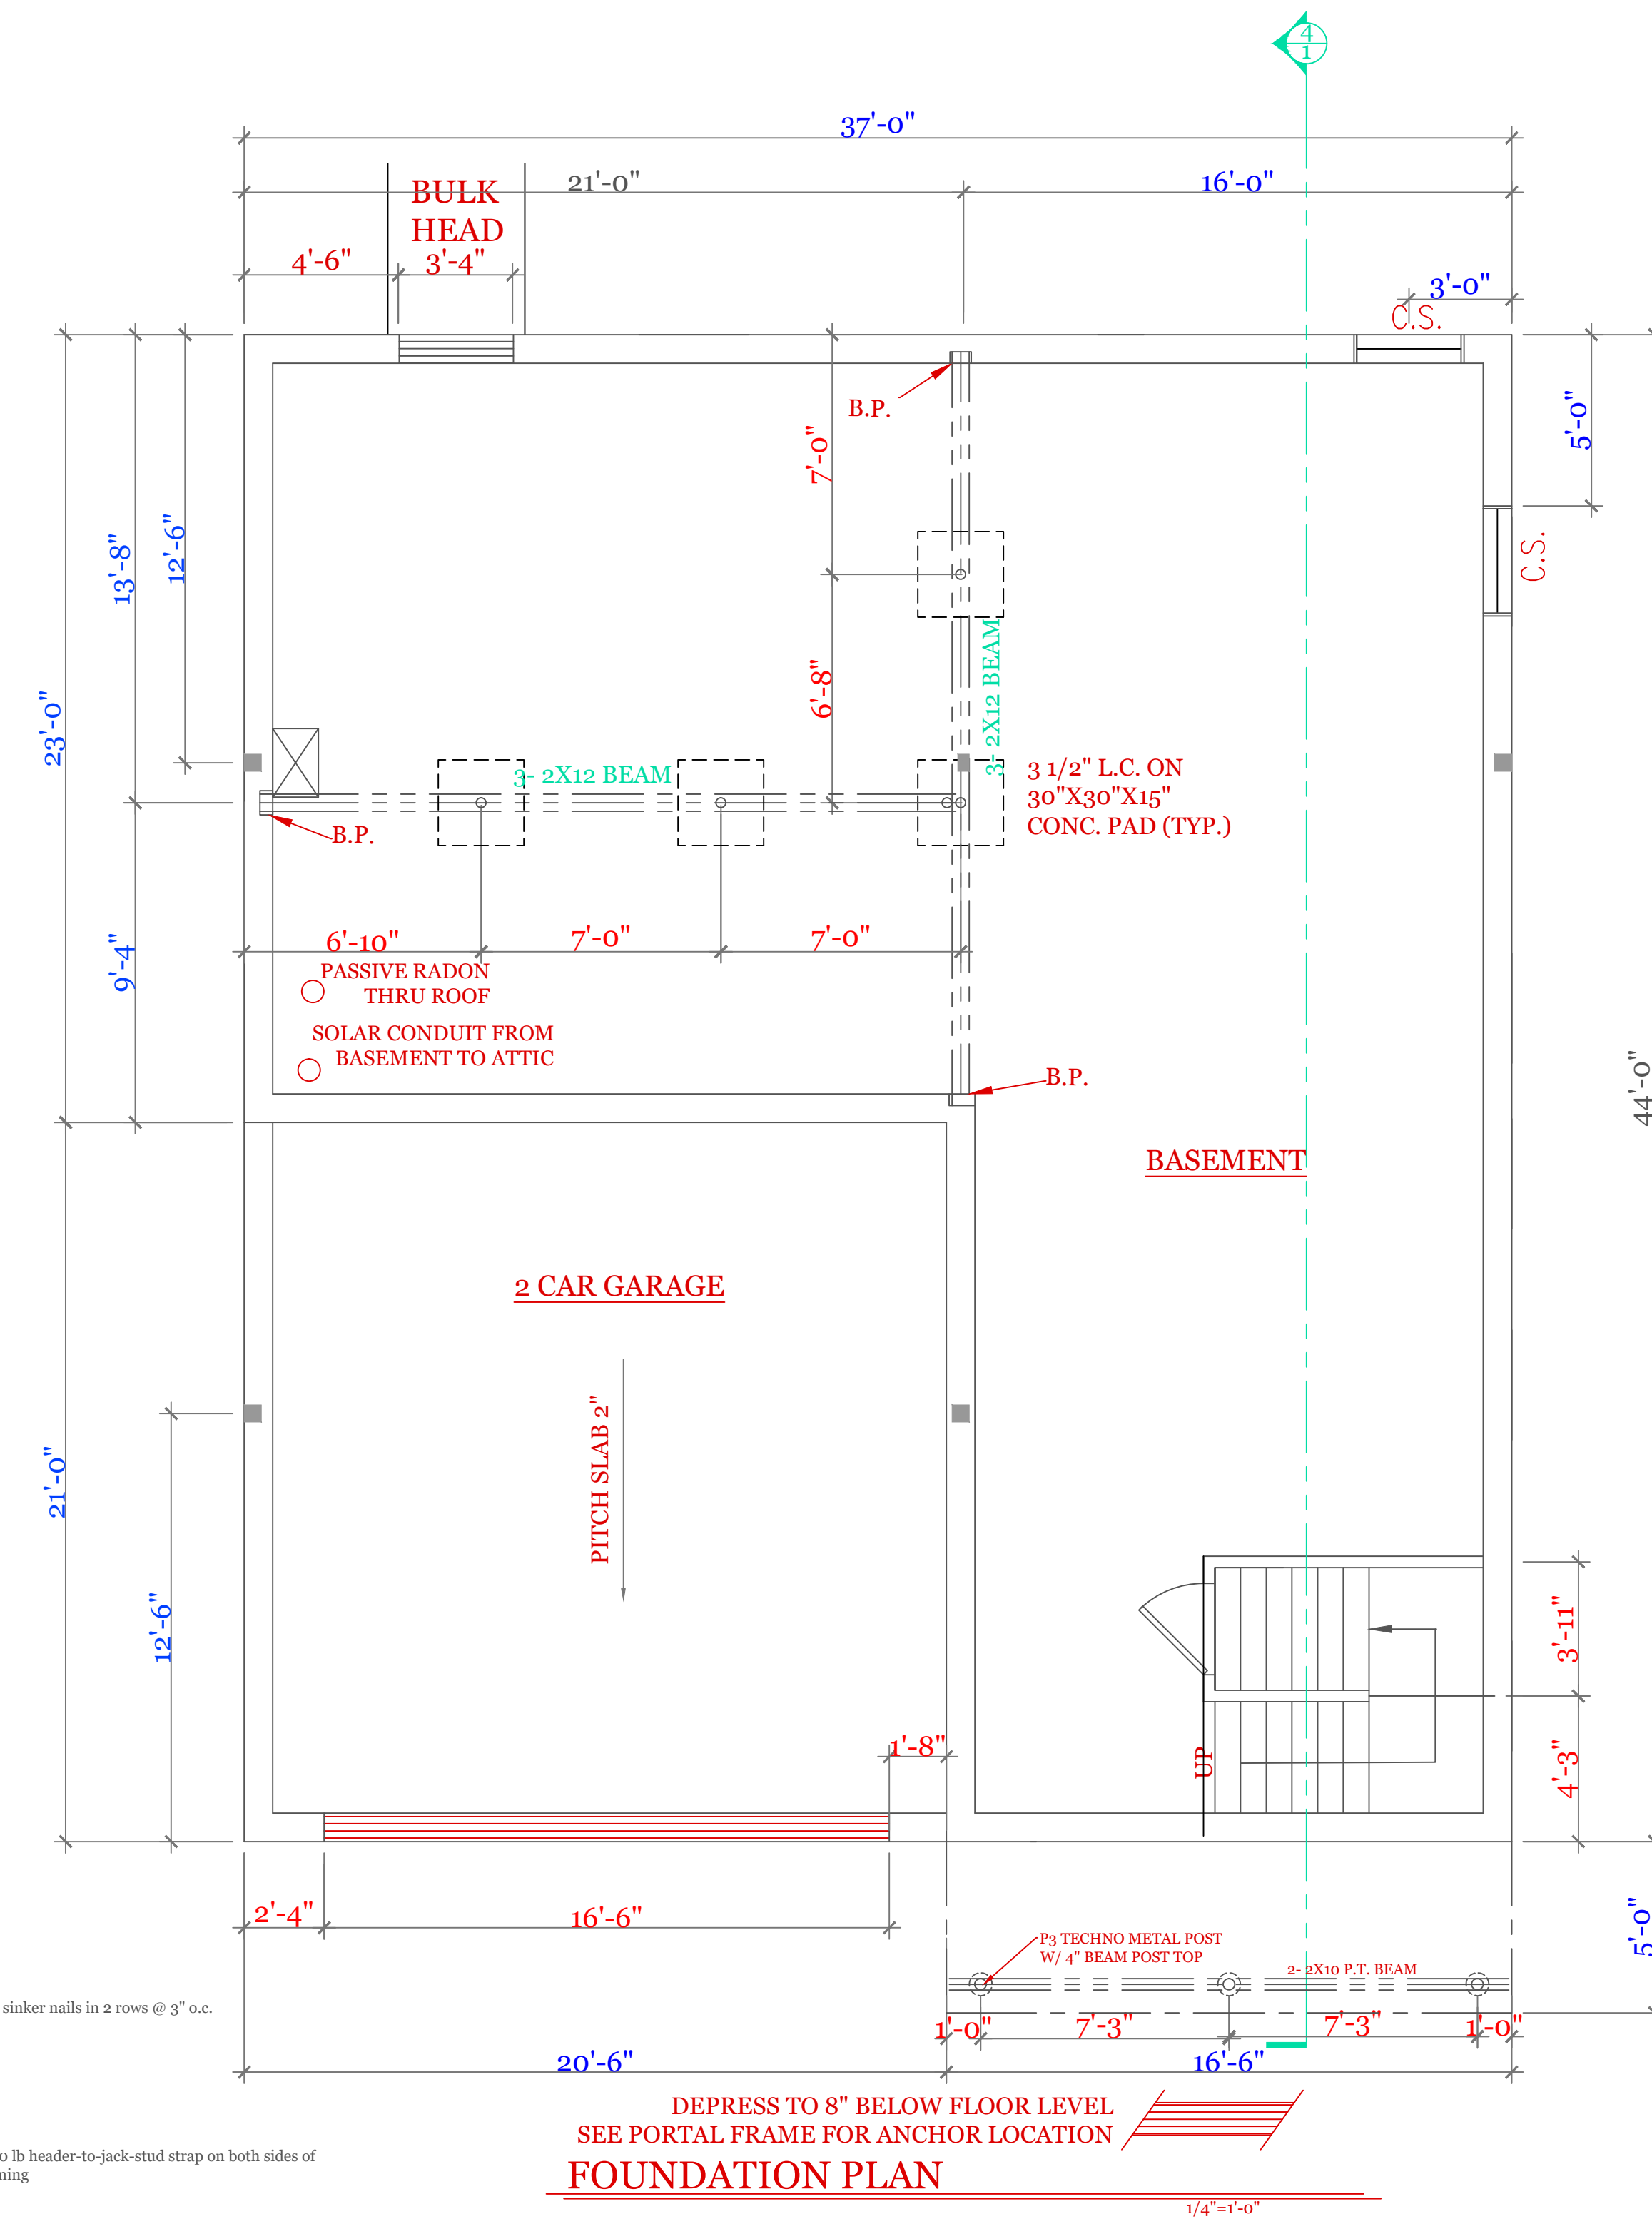 4
1
37'-0"
21'-0"
16'-0"
BULK
HEAD
4'-6"
3'-4"
3'-0"
C.S.
B.P.
7'-0"
5'-0"
C.S.
13'-8"
12'-6"
23'-0"
6'-8"
3- 2X12 BEAM
3- 2X12 BEAM
3 1/2" L.C. ON
30"X30"X15"
CONC. PAD (TYP.)
B.P.
9'-4"
6'-10"
7'-0"
7'-0"
PASSIVE RADON
THRU ROOF
SOLAR CONDUIT FROM
BASEMENT TO ATTIC
B.P.
44'-0"
BASEMENT
2 CAR GARAGE
PITCH SLAB 2"
21'-0"
12'-6"
3'-11"
4'-3"
1'-8"
UP
2'-4"
16'-6"
P3 TECHNO METAL POST
W/ 4" BEAM POST TOP
2- 2X10 P.T. BEAM
5'-0"
sinker nails in 2 rows @ 3" o.c.
1'-0"
7'-3"
7'-3"
1'-0"
20'-6"
16'-6"
DEPRESS TO 8" BELOW FLOOR LEVEL
SEE PORTAL FRAME FOR ANCHOR LOCATION
0 lb header-to-jack-stud strap on both sides of
FOUNDATION PLAN
1/4"=1'-0"